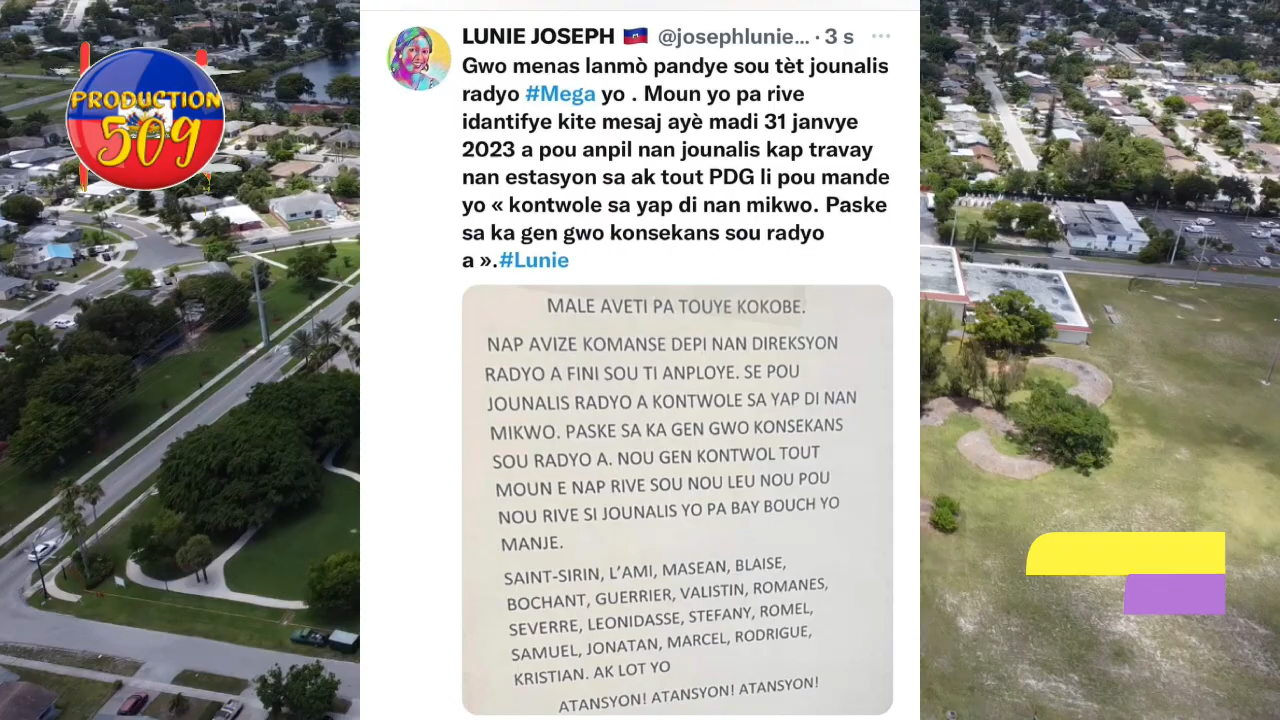 PRODUCTION
509
LUNIE JOSEPH 🇭🇹 @josephlunie... · 3 s
Gwo menas lanmò pandye sou tèt jounalis
radyo #Mega yo . Moun yo pa rive
idantifye kite mesaj ayè madi 31 janvye
2023 a pou anpil nan jounalis kap travay
nan estasyon sa ak tout PDG li pou mande
yo « kontwole sa yap di nan mikwo. Paske
sa ka gen gwo konsekans sou radyo
a ».#Lunie
MALE AVETI PA TOUYE KOKOBE.
NAP AVIZE KOMANSE DEPI NAN DIREKSYON
RADYO A FINI SOU TI ANPLOYE. SE POU
JOUNALIS RADYO A KONTWOLE SA YAP DI NAN
MIKWO. PASKE SA KA GEN GWO KONSEKANS
SOU RADYO A. NOU GEN KONTWOL TOUT
MOUN E NAP RIVE SOU NOU LEU NOU POU
NOU RIVE SI JOUNALIS YO PA BAY BOUCH YO
MANJE.
SAINT-SIRIN, L'AMI, MASEAN, BLAISE,
BOCHANT, GUERRIER, VALISTIN, ROMANES,
SEVERRE, LEONIDASSE, STEFANY, ROMEL,
SAMUEL, JONATAN, MARCEL, RODRIGUE,
KRISTIAN. AK LOT YO
ATANSYON! ATANSYON! ATANSYON!